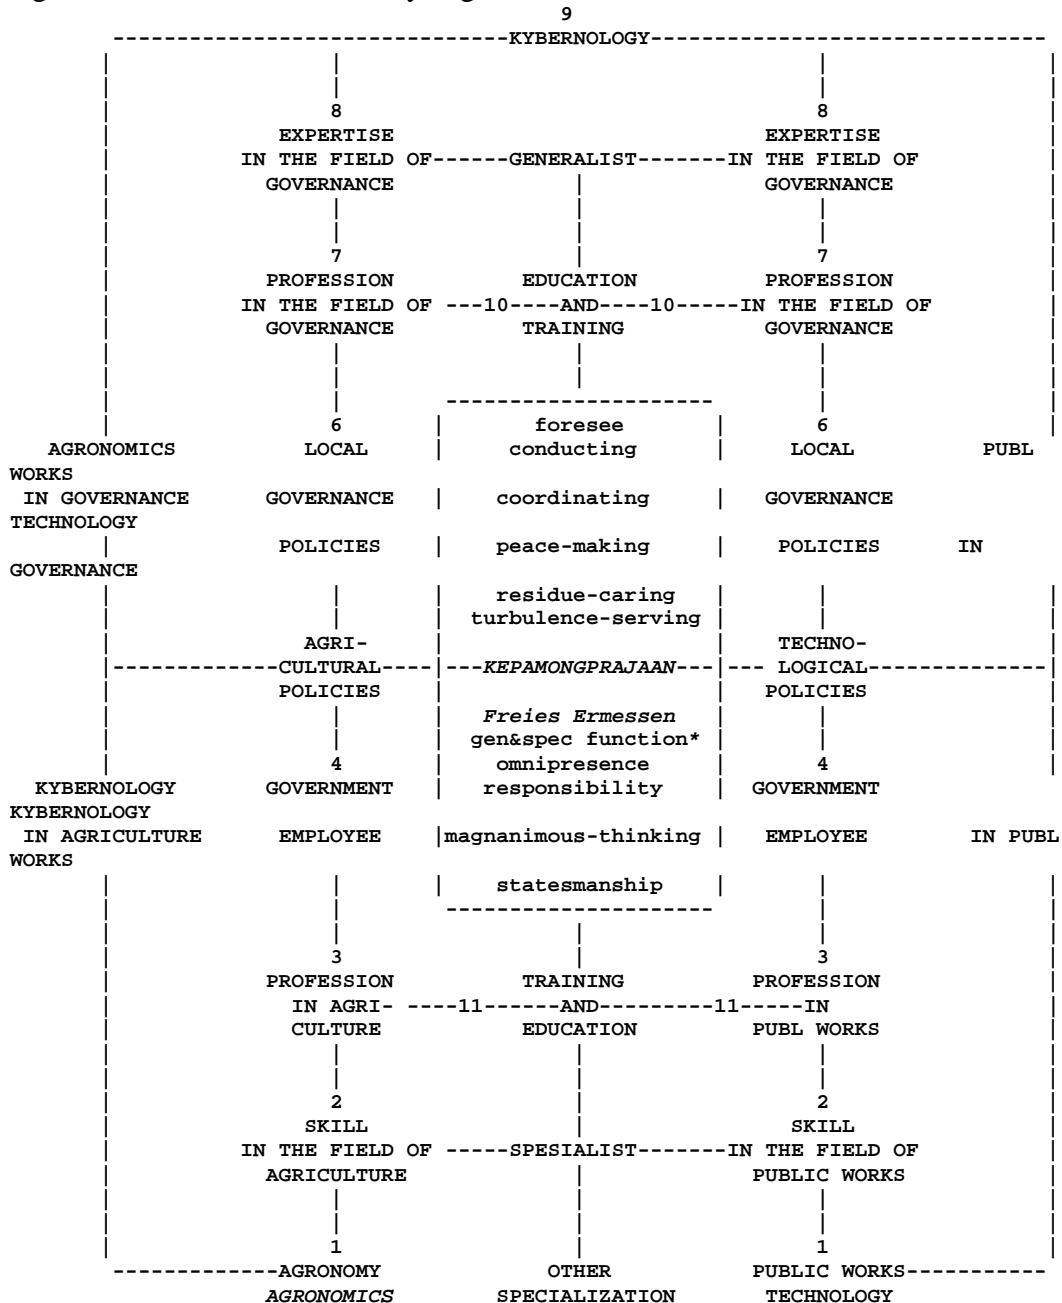 9
-----------------------------KYBERNOLOGY-----------------------------
8 8
EXPERTISE EXPERTISE
IN THE FIELD OF------GENERALIST-------IN THE FIELD OF
GOVERNANCE | GOVERNANCE
7 | 7
PROFESSION EDUCATION PROFESSION
IN THE FIELD OF ---10----AND----10-----IN THE FIELD OF
GOVERNANCE TRAINING GOVERNANCE
--------------------
6 | foresee | 6
AGRONOMICS LOCAL | conducting | LOCAL PUBL
WORKS
IN GOVERNANCE GOVERNANCE | coordinating | GOVERNANCE
TECHNOLOGY
| POLICIES | peace-making | POLICIES IN
GOVERNANCE
| | | residue-caring | | |
| | | turbulence-serving | | |
| AGRI- | | TECHNO- |
|------------CULTURAL----|---KEPAMONGPRAJAAN---|--- LOGICAL-------------|
| POLICIES | | POLICIES |
| | | Freies Ermessen | | |
| | | gen&spec function* | | |
| 4 | omnipresence | 4 |
KYBERNOLOGY GOVERNMENT | responsibility | GOVERNMENT
KYBERNOLOGY
IN AGRICULTURE EMPLOYEE |magnanimous-thinking | EMPLOYEE IN PUBL
WORKS
| | | statesmanship | | |
--------------------
3 | 3
PROFESSION TRAINING PROFESSION
IN AGRI- ----11------AND---------11-----IN
CULTURE EDUCATION PUBL WORKS
2 | 2
SKILL | SKILL
IN THE FIELD OF -----SPESIALIST-------IN THE FIELD OF
AGRICULTURE | PUBLIC WORKS
1 | 1
------------AGRONOMY OTHER PUBLIC WORKS----------
AGRONOMICS SPECIALIZATION TECHNOLOGY